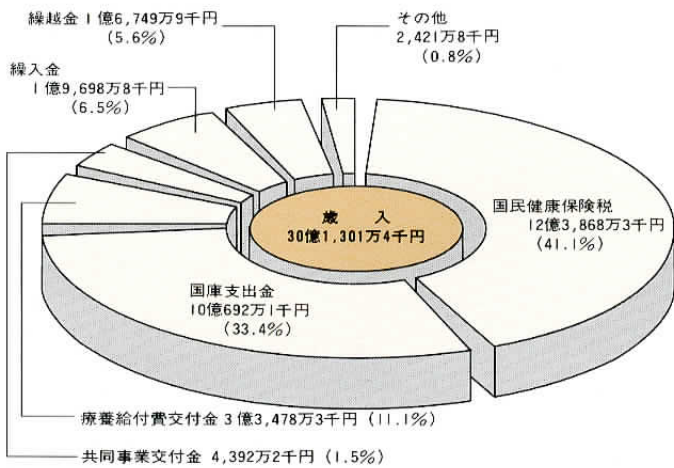 繰越金1億6,749万9千円
(5.6%)
その他
2,421万8千円
(0.8%)
繰入金
1億9,698万8千円
(6.5%)
国民健康保険税
12億3,868万3千円
(41.1%)
歳 入
30億1,301万4千円
国庫支出金
10億692万1千円
(33.4%)
療養給付費交付金 3億3,478万3千円 (11.1%)
共同事業交付金 4,392万2千円 (1.5%)